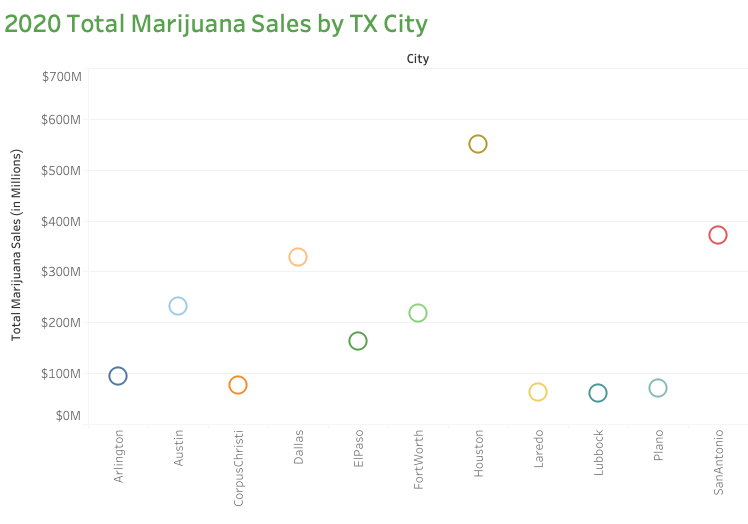 2020 Total Marijuana Sales by TX City
City
Total Marijuana Sales (in Millions)
$700M
$600M
$500M
$400M
$300M
$200M
$100M
$0M
Arlington
Austin
CorpusChristi
Dallas
ElPaso
FortWorth
Houston
Laredo
Lubbock
Plano
SanAntonio